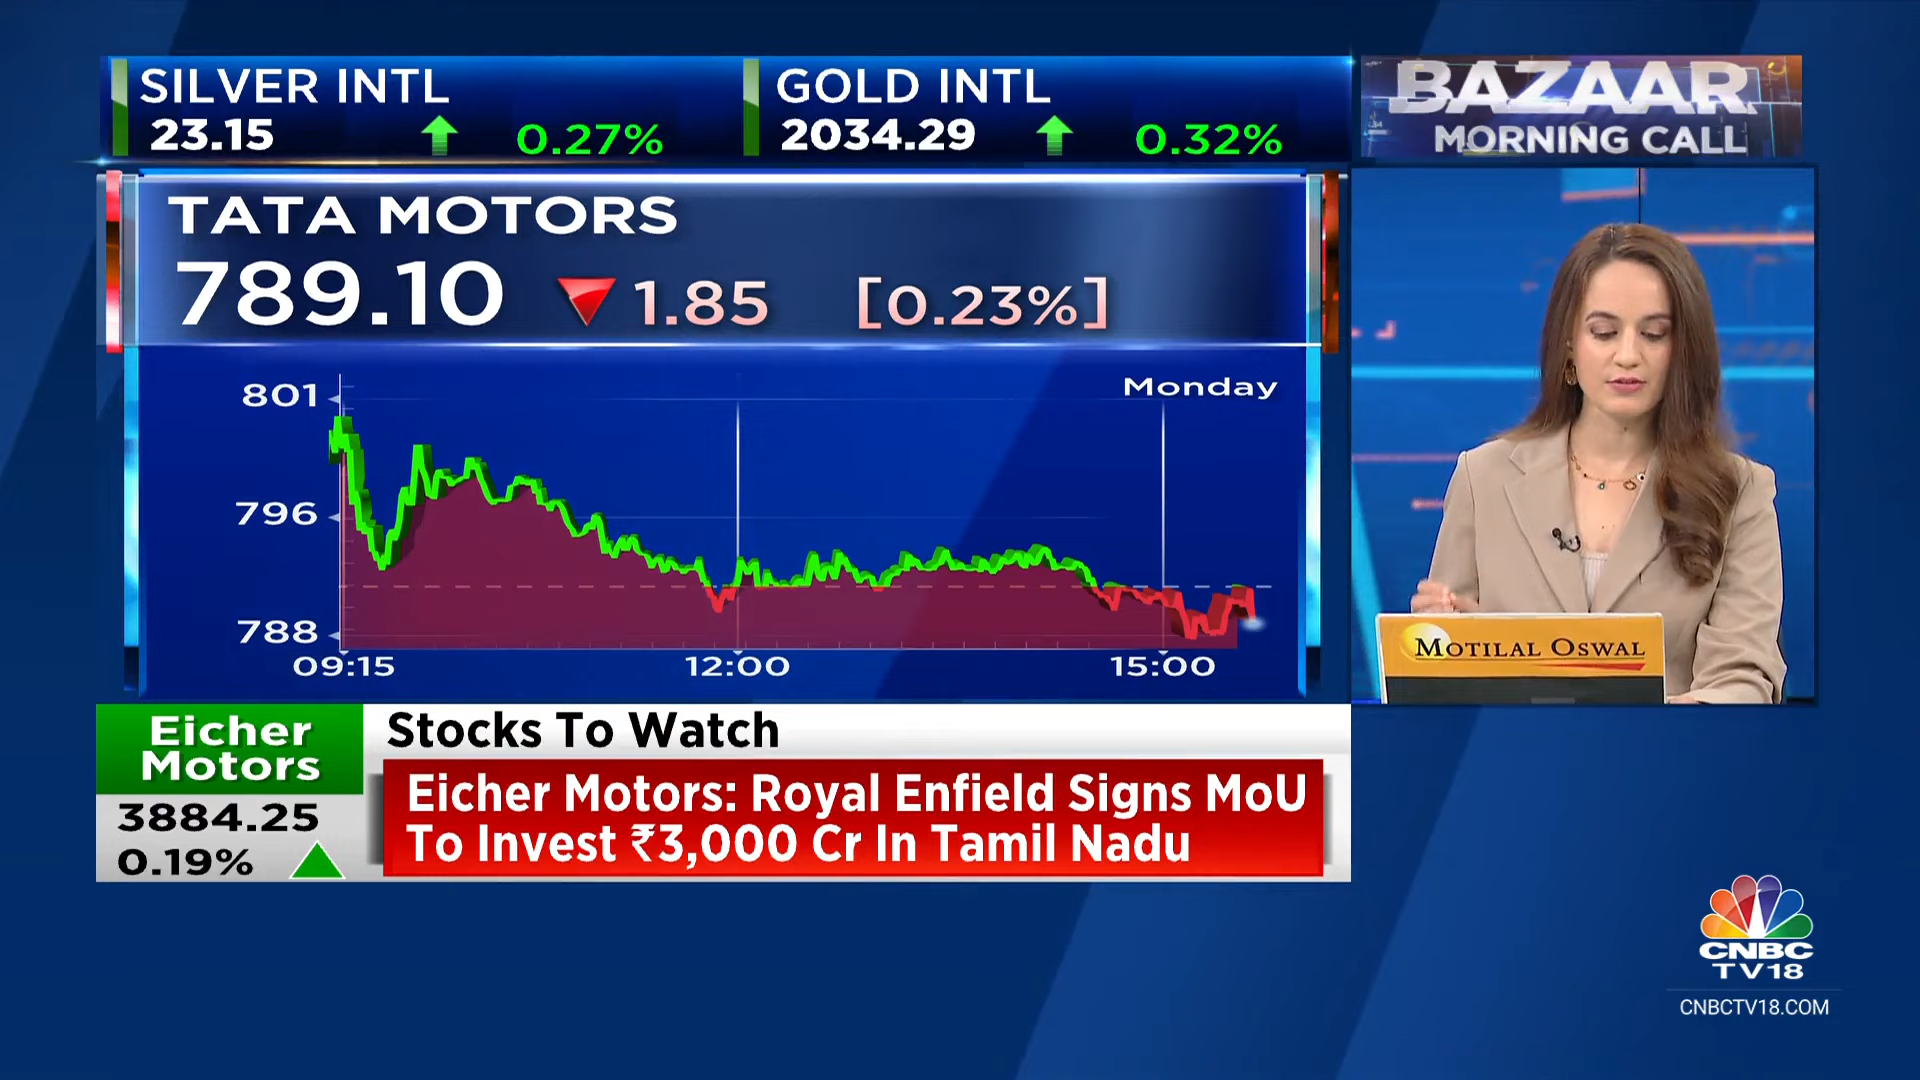 SILVER INTL
23.15 0.27%
GOLD INTL
2034.29 0.32%
BAZAAR
MORNING CALL
TATA MOTORS
789.10 1.85 [0.23%]
Monday
801
796
788
09:15 12:00 15:00
MOTILAL OSWAL
Eicher
Motors
3884.25
0.19%
Stocks To Watch
Eicher Motors: Royal Enfield Signs MoU
To Invest ₹3,000 Cr In Tamil Nadu
CNBC
TV18
CNBCTV18.COM